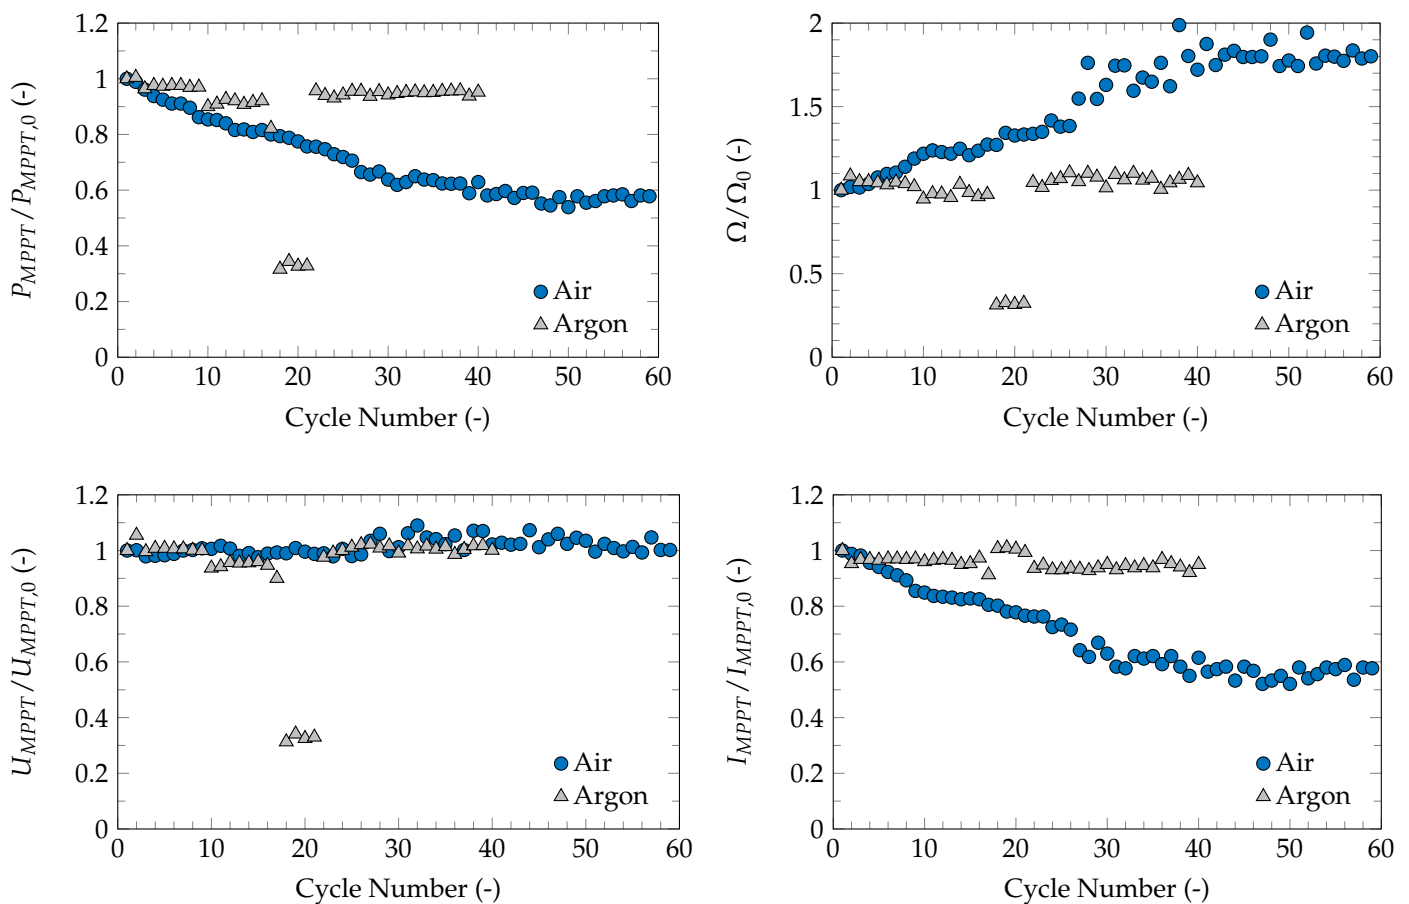 P_MPPT / P_MPPT,0 (-)
1.2
1
0.8
0.6
0.4
0.2
0
Air
Argon
0 10 20 30 40 50 60
Cycle Number (-)
Ω/Ω_0 (-)
2
1.5
1
0.5
0
Air
Argon
0 10 20 30 40 50 60
Cycle Number (-)
U_MPPT / U_MPPT,0 (-)
1.2
1
0.8
0.6
0.4
0.2
0
Air
Argon
0 10 20 30 40 50 60
Cycle Number (-)
I_MPPT / I_MPPT,0 (-)
1.2
1
0.8
0.6
0.4
0.2
0
Air
Argon
0 10 20 30 40 50 60
Cycle Number (-)